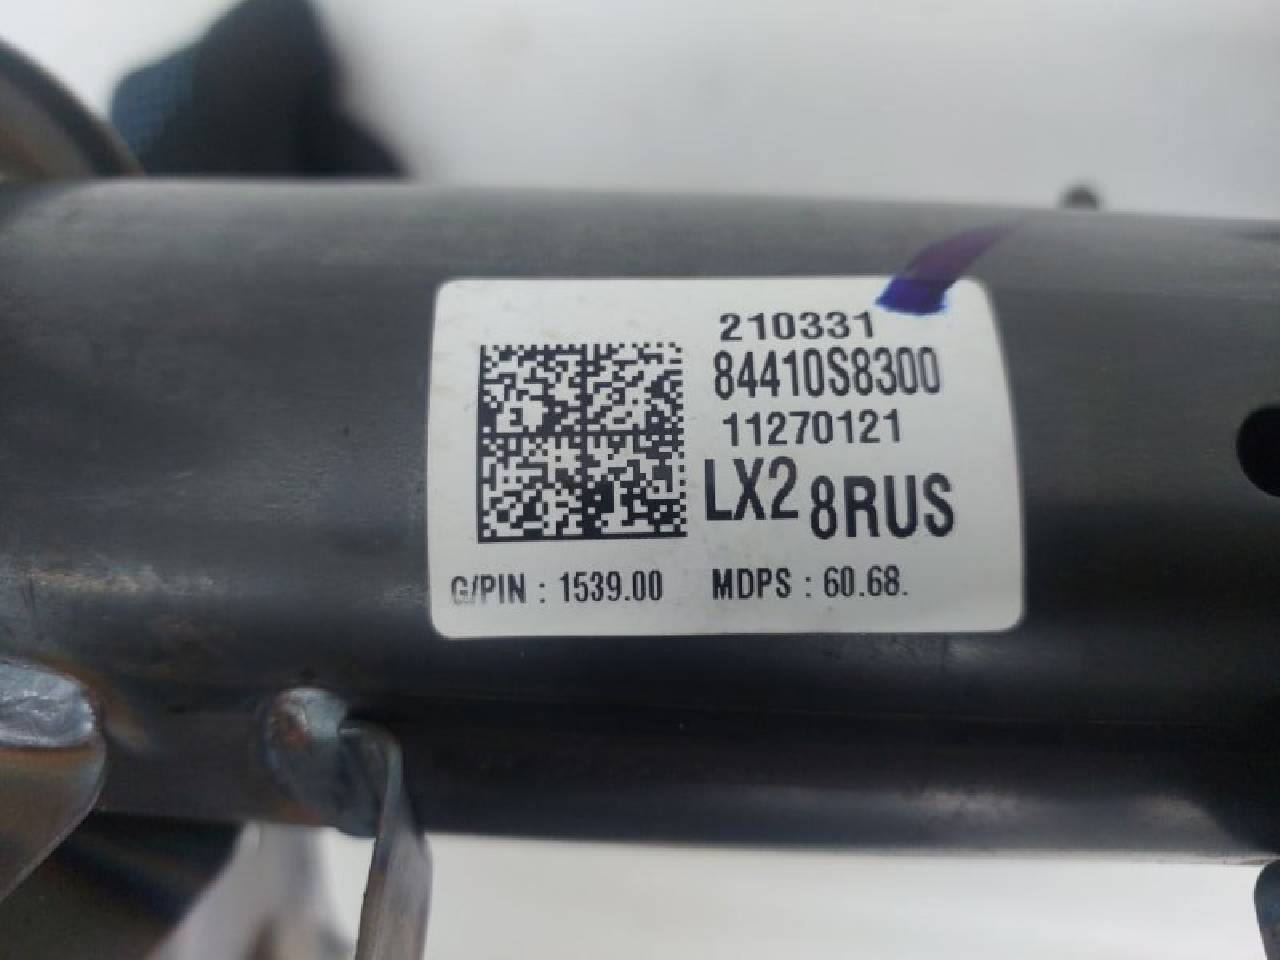 210331
84410S8300
11270121
LX2 8RUS
G/PIN : 1539.00 MDPS : 60.68.